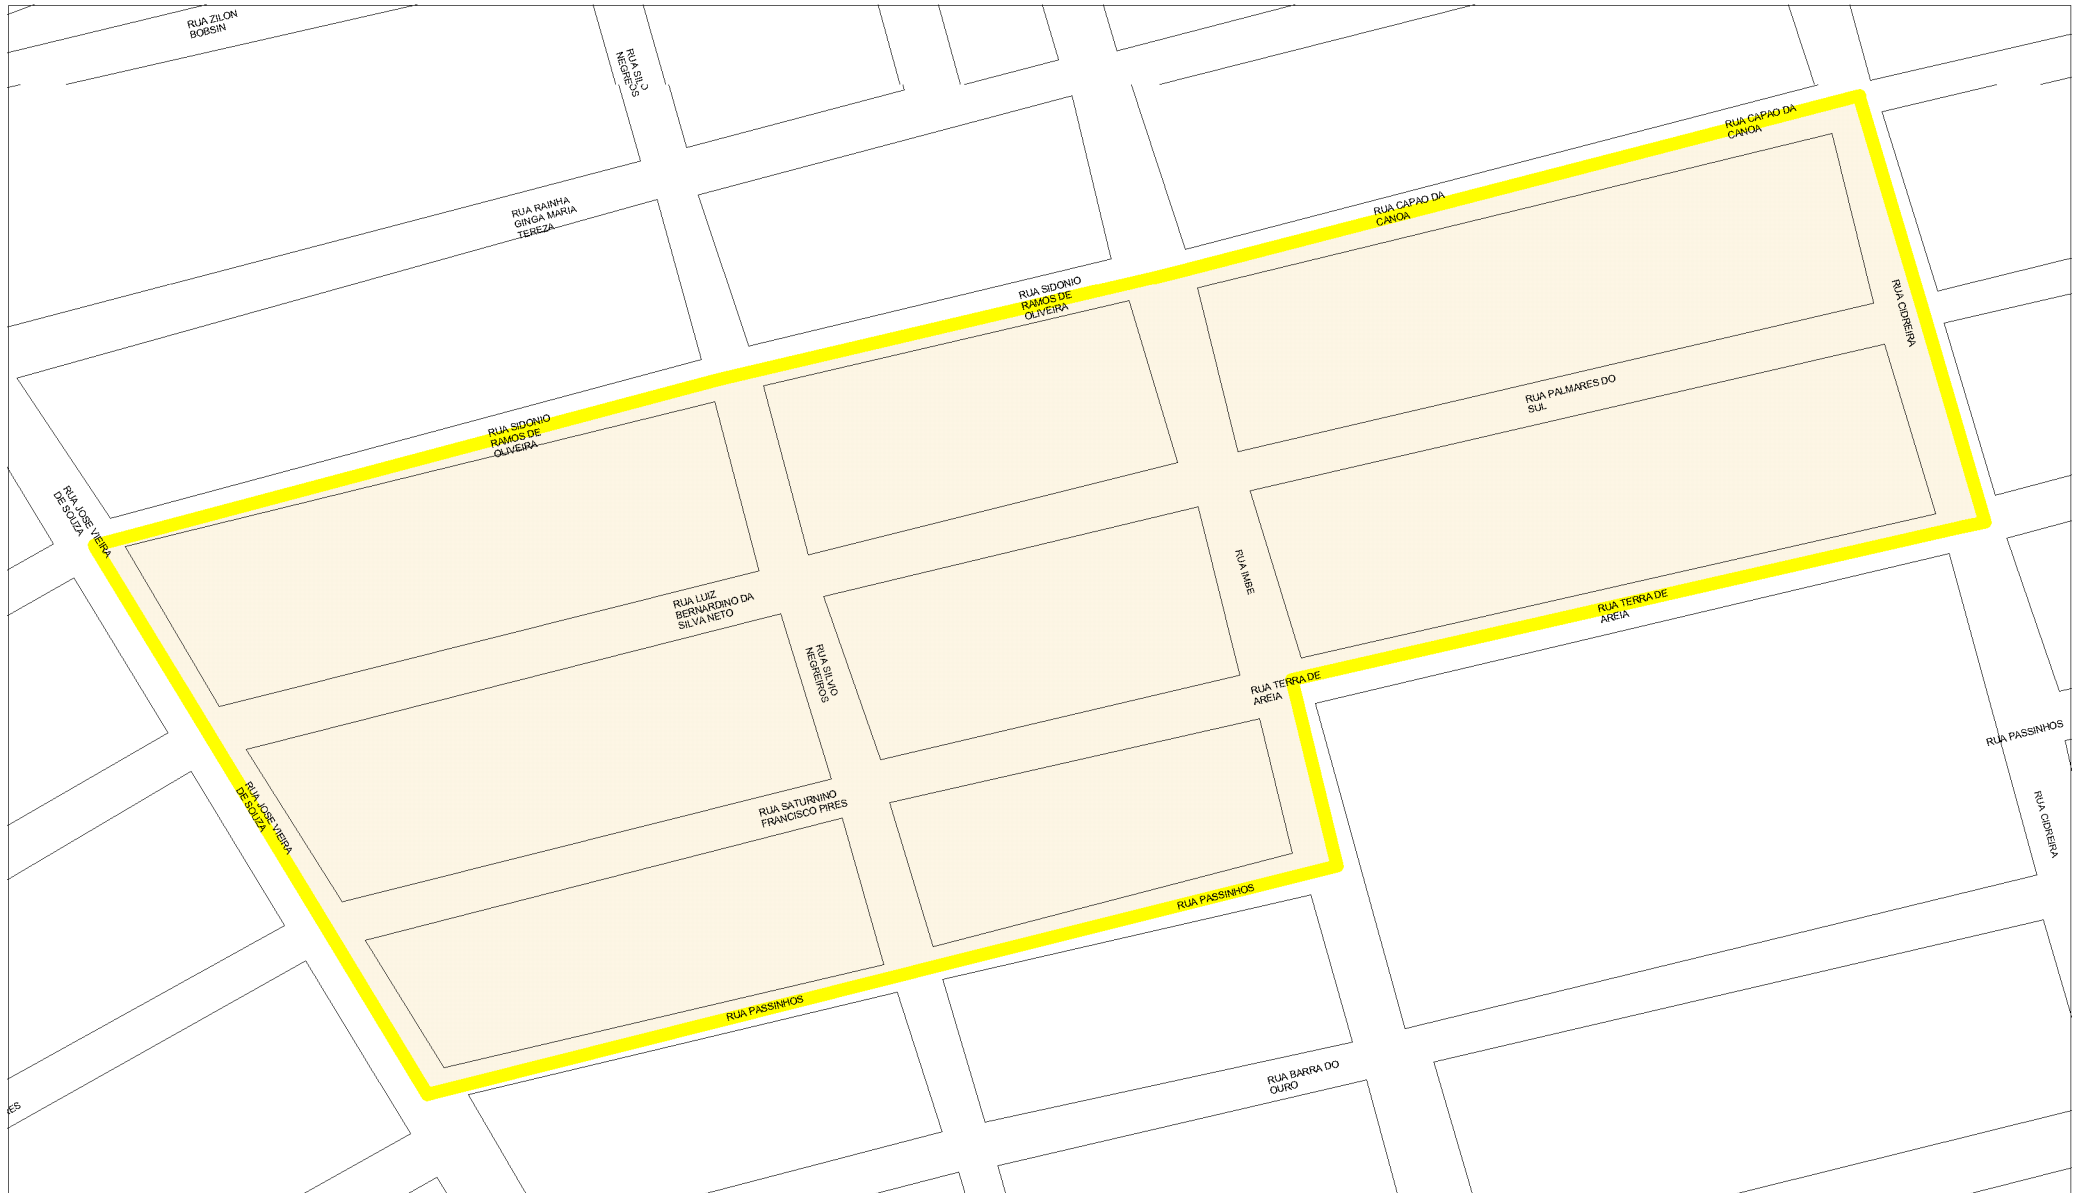 RUA ZILON
BOBSIN
RUA SILVIO
NEGREIROS
RUA CAPAO DA
CANOA
RUA RAINHA
GINGA MARIA
TEREZA
RUA CAPAO DA
CANOA
RUA SIDONIO
RAMOS DE
OLIVEIRA
RUA CIDREIRA
RUA PALMARES DO
SUL
RUA SIDONIO
RAMOS DE
OLIVEIRA
RUA JOSE VIEIRA
DE SOUZA
RUA IMBE
RUA LUIZ
BERNARDINO DA
SILVA NETO
RUA TERRA DE
AREIA
RUA SILVIO
NEGREIROS
RUA TERRA DE
AREIA
RUA PASSINHOS
RUA JOSE VIEIRA
DE SOUZA
RUA SATURNINO
FRANCISCO PIRES
RUA CIDREIRA
RUA PASSINHOS
RUA PASSINHOS
RUA BARRA DO
OURO